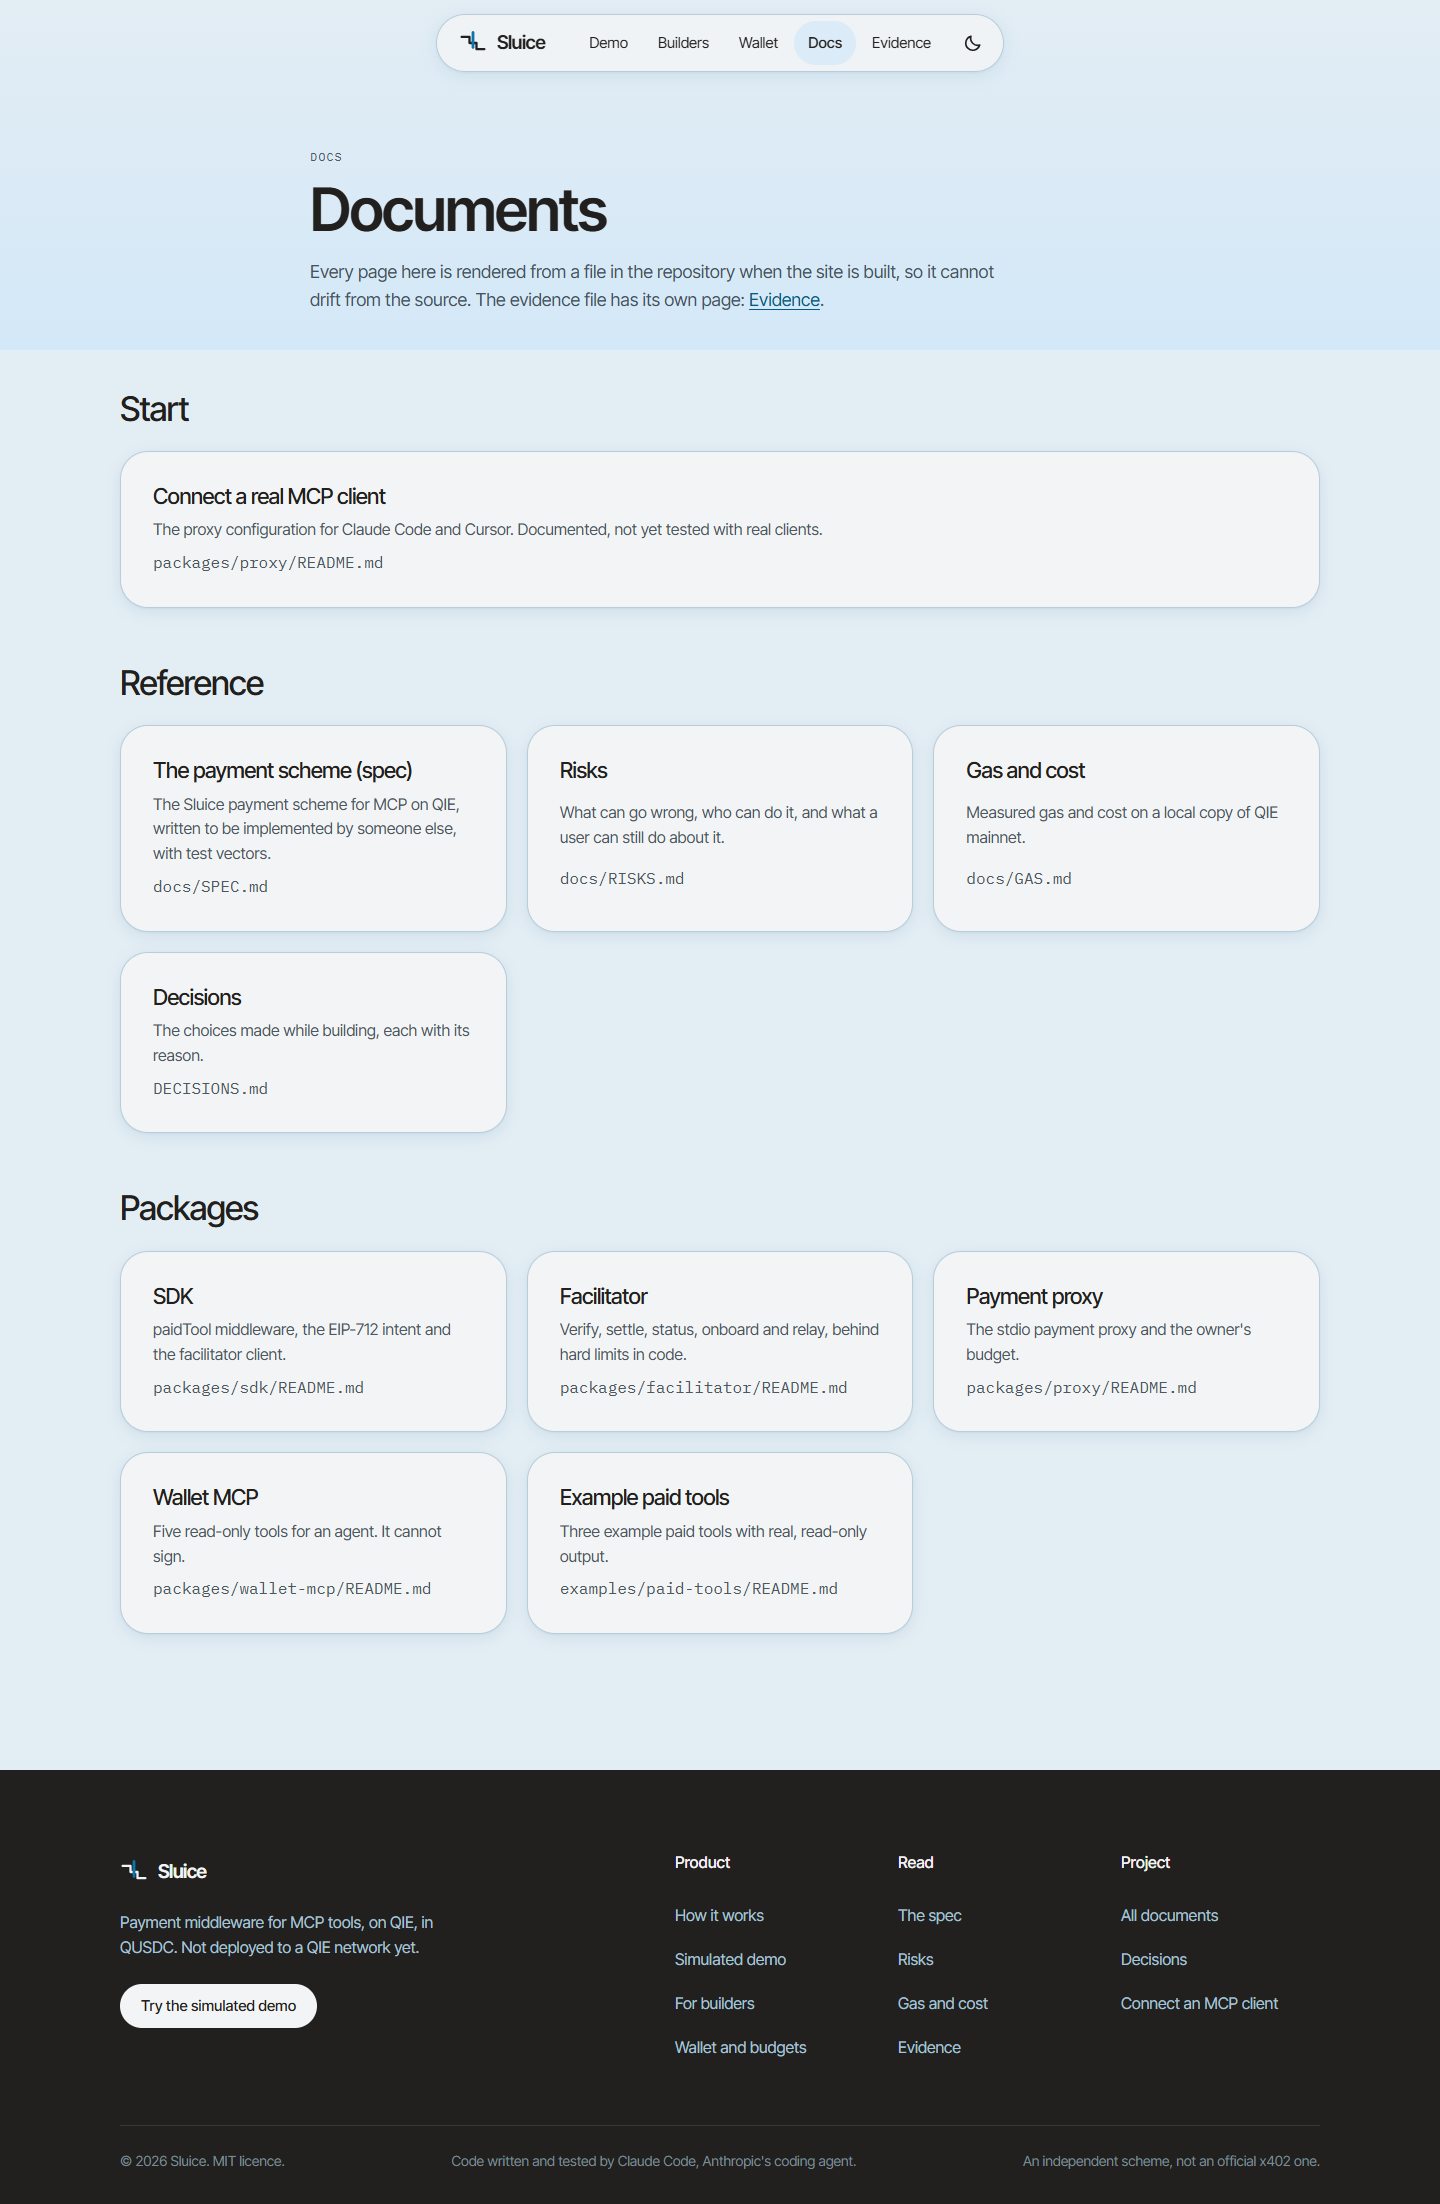 Sluice
Demo
Builders
Wallet
Docs
Evidence
DOCS
Documents
Every page here is rendered from a file in the repository when the site is built, so it cannot
drift from the source. The evidence file has its own page: Evidence.
Start
Connect a real MCP client
The proxy configuration for Claude Code and Cursor. Documented, not yet tested with real clients.
packages/proxy/README.md
Reference
The payment scheme (spec)
The Sluice payment scheme for MCP on QIE,
written to be implemented by someone else,
with test vectors.
docs/SPEC.md
Risks
What can go wrong, who can do it, and what a
user can still do about it.
docs/RISKS.md
Gas and cost
Measured gas and cost on a local copy of QIE
mainnet.
docs/GAS.md
Decisions
The choices made while building, each with its
reason.
DECISIONS.md
Packages
SDK
paidTool middleware, the EIP-712 intent and
the facilitator client.
packages/sdk/README.md
Facilitator
Verify, settle, status, onboard and relay, behind
hard limits in code.
packages/facilitator/README.md
Payment proxy
The stdio payment proxy and the owner's
budget.
packages/proxy/README.md
Wallet MCP
Five read-only tools for an agent. It cannot
sign.
packages/wallet-mcp/README.md
Example paid tools
Three example paid tools with real, read-only
output.
examples/paid-tools/README.md
Sluice
Payment middleware for MCP tools, on QIE, in
QUSDC. Not deployed to a QIE network yet.
Try the simulated demo
Product
How it works
Simulated demo
For builders
Wallet and budgets
Read
The spec
Risks
Gas and cost
Evidence
Project
All documents
Decisions
Connect an MCP client
© 2026 Sluice. MIT licence.
Code written and tested by Claude Code, Anthropic's coding agent.
An independent scheme, not an official x402 one.